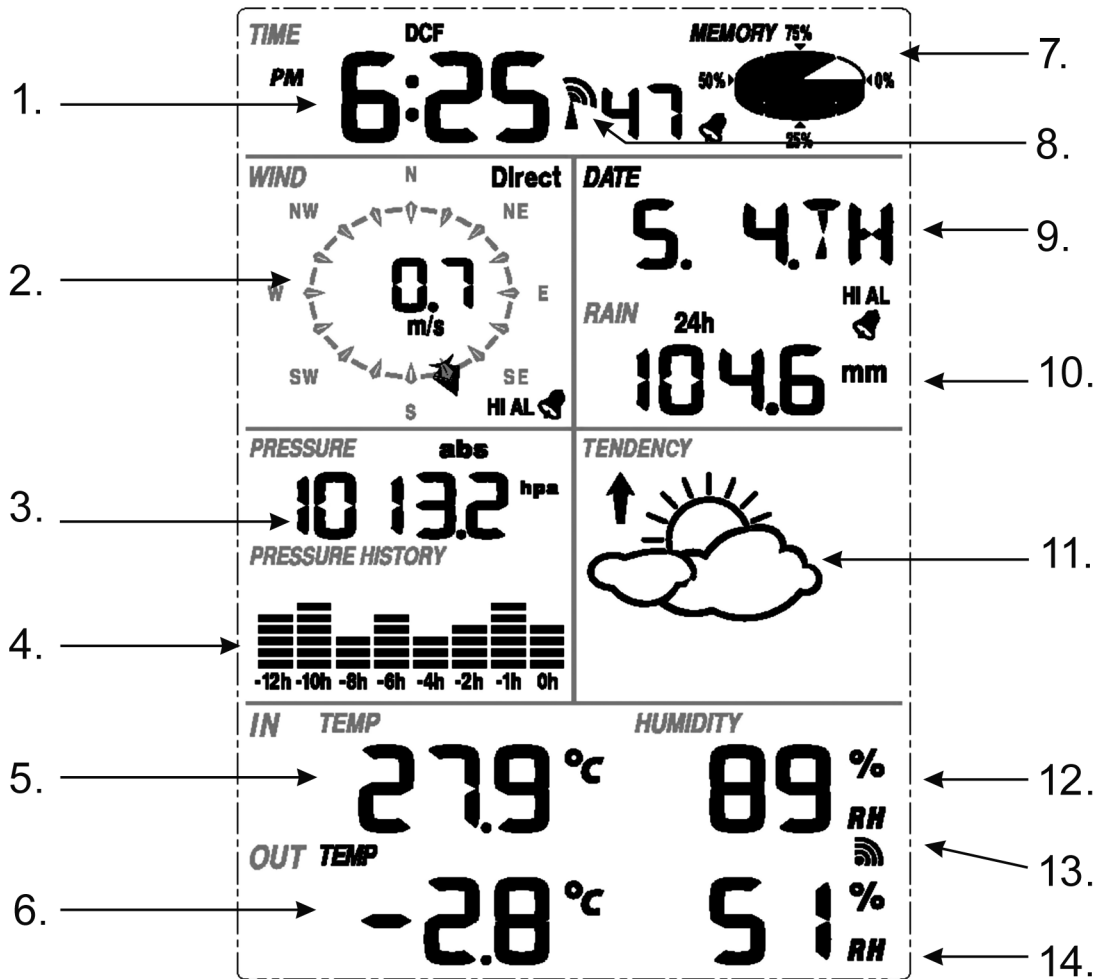 TIME DCF MEMORY 75% 7.
PM 6:25 47 50% 0%
1.
25% 8.
WIND N Direct DATE
NW NE 5. 4. TH 9.
2. W 0.7 E
m/s
RAIN 24h HI AL
SW SE 104.6 mm 10.
S HI AL
PRESSURE abs TENDENCY
3. 1013.2 hpa
PRESSURE HISTORY 11.
4.
-12h -10h -8h -6h -4h -2h -1h 0h
IN TEMP HUMIDITY
5. 27.9 °C 89 % 12.
RH
OUT TEMP 13.
6. -2.8 °C 51 %
RH 14.